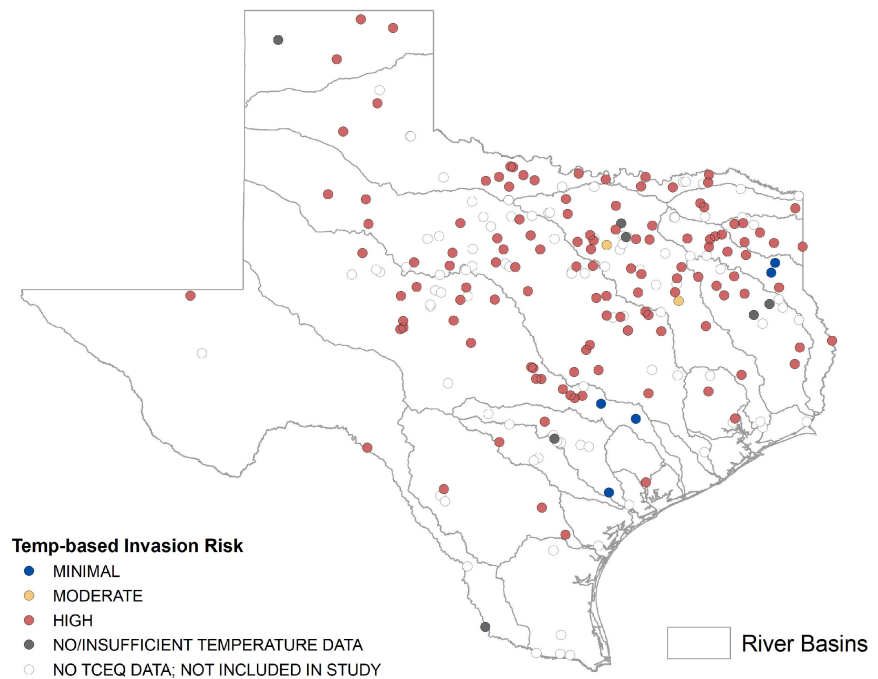 Temp-based Invasion Risk
MINIMAL
MODERATE
HIGH
NO/INSUFFICIENT TEMPERATURE DATA
NO TCEQ DATA; NOT INCLUDED IN STUDY
River Basins